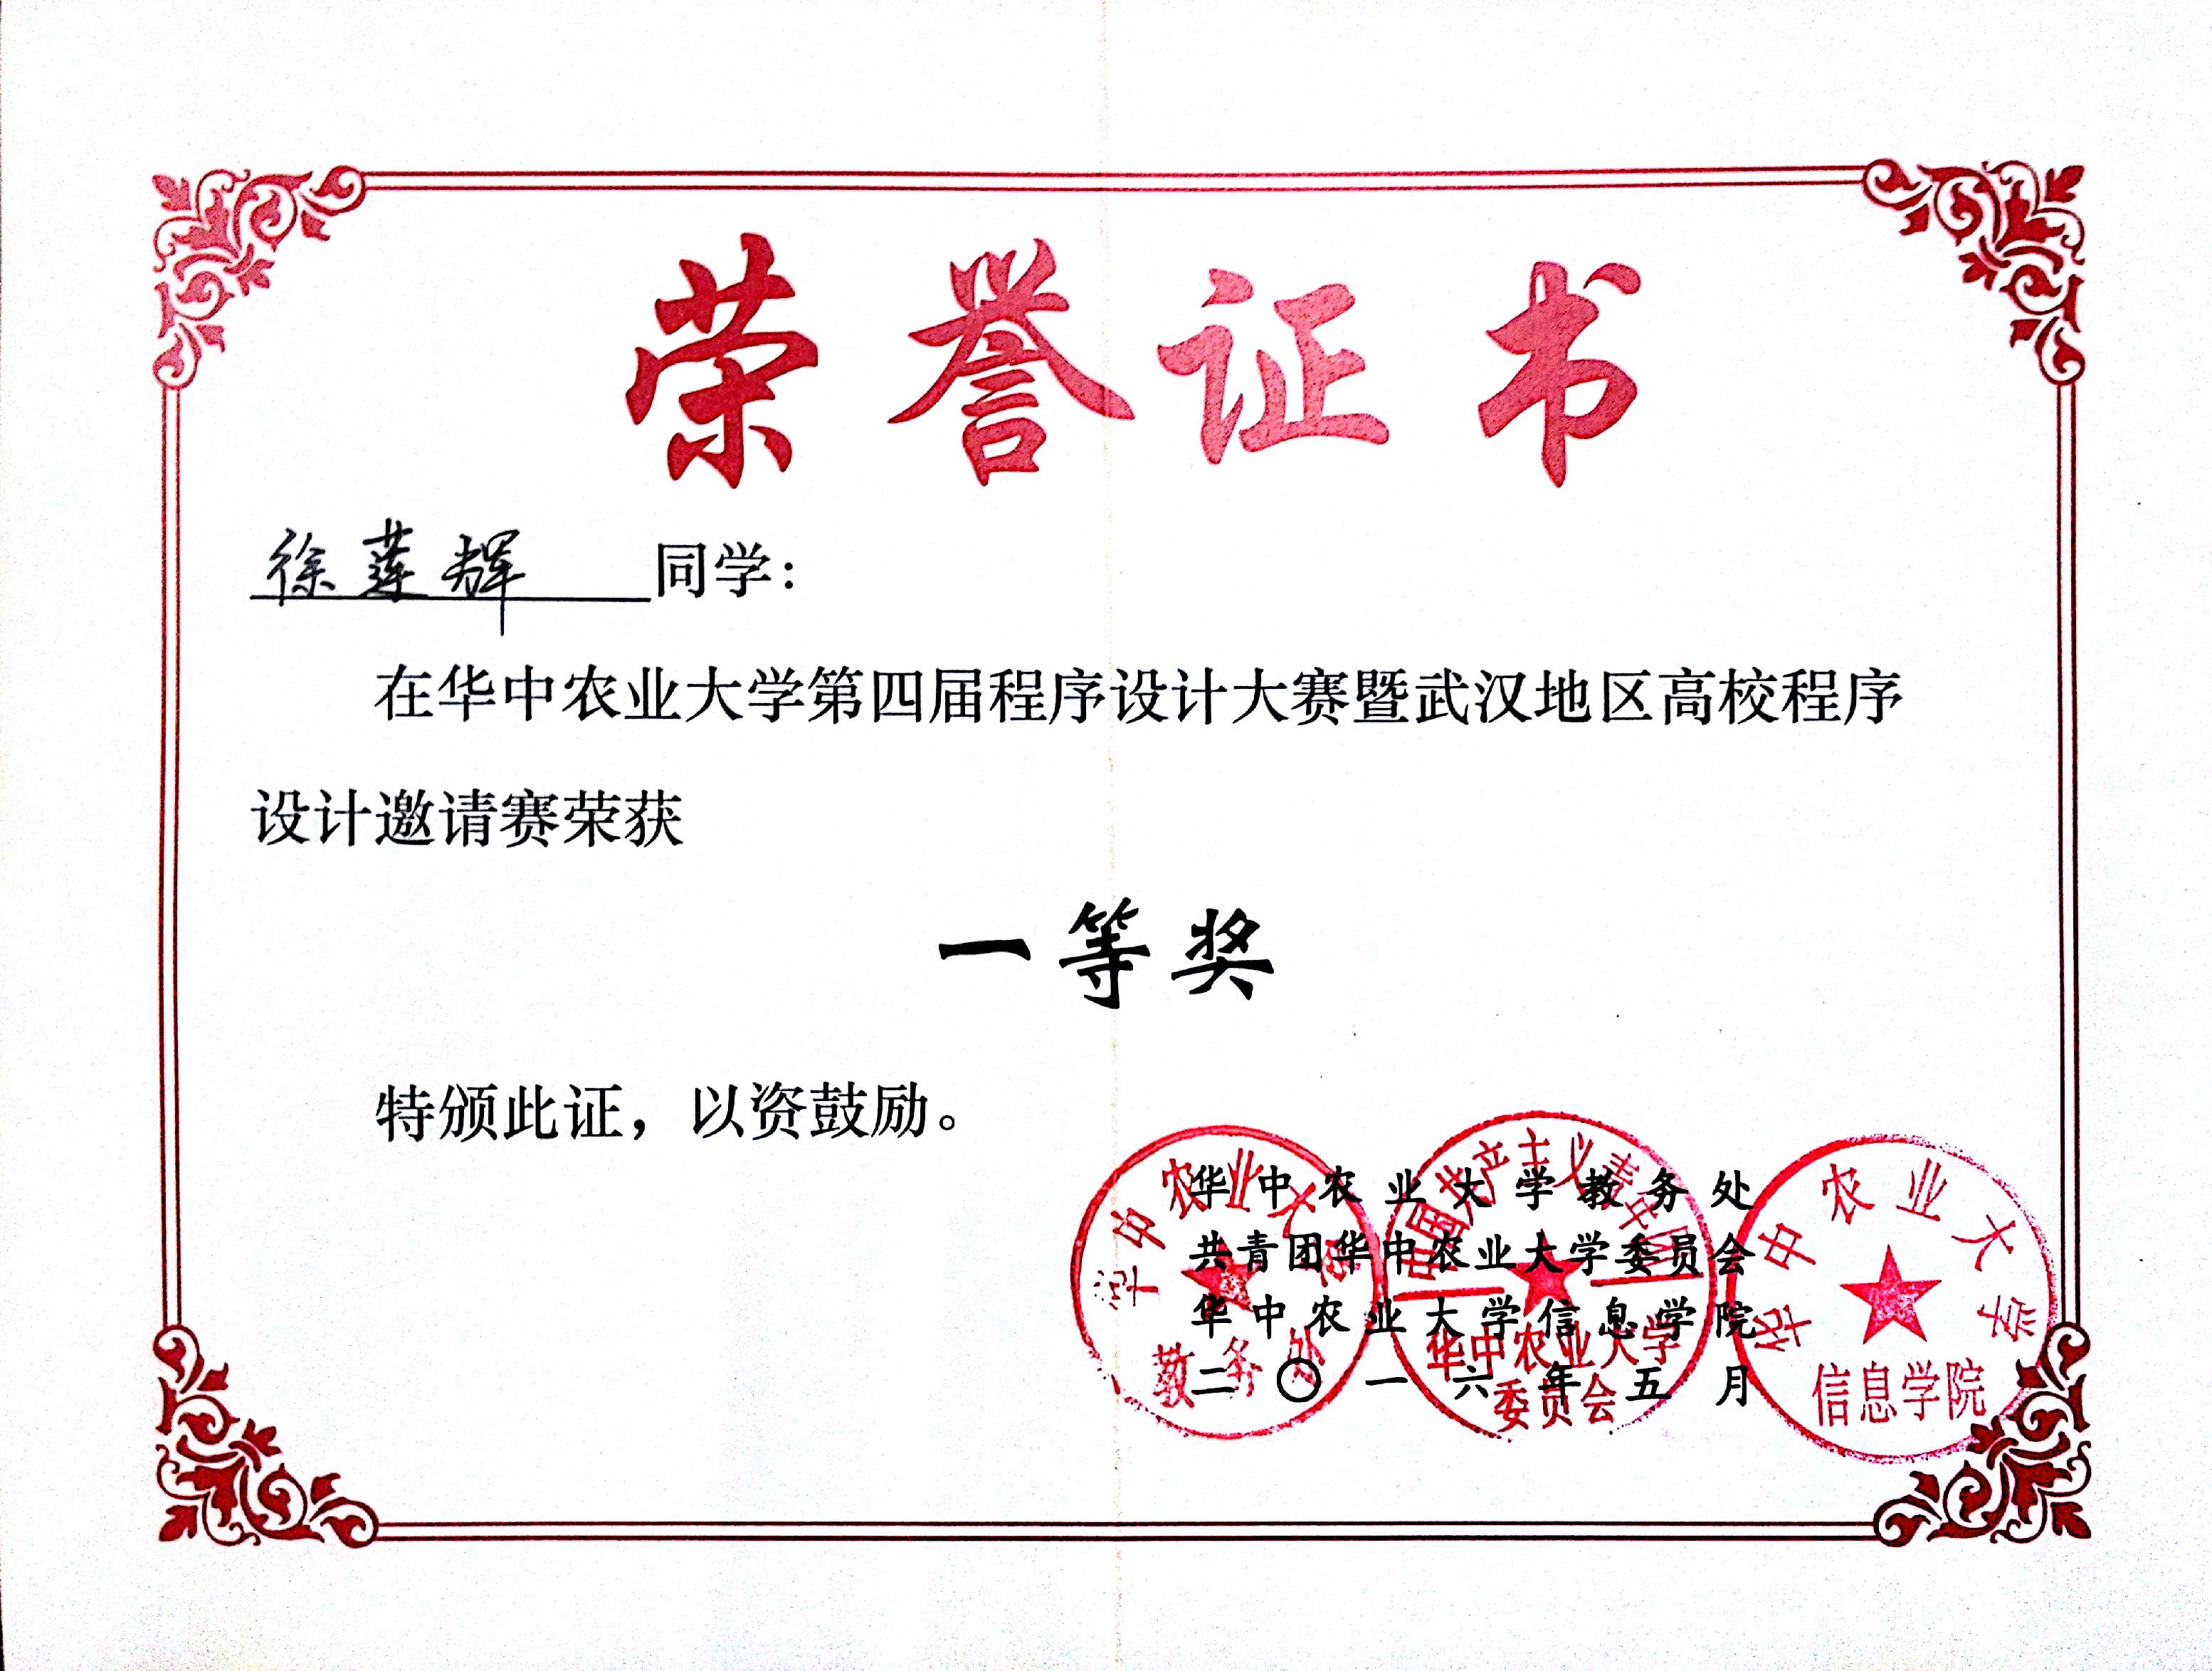 荣誉证书
徐莲辉 同学：
在华中农业大学第四届程序设计大赛暨武汉地区高校程序
设计邀请赛荣获
一等奖
特颁此证，以资鼓励。
华中农业大学教务处
共青团华中农业大学委员会
华中农业大学信息学院
二〇一六年五月
华中农业大学
教务处
中国共产主义青年团
华中农业大学
委员会
华中农业大学
信息学院